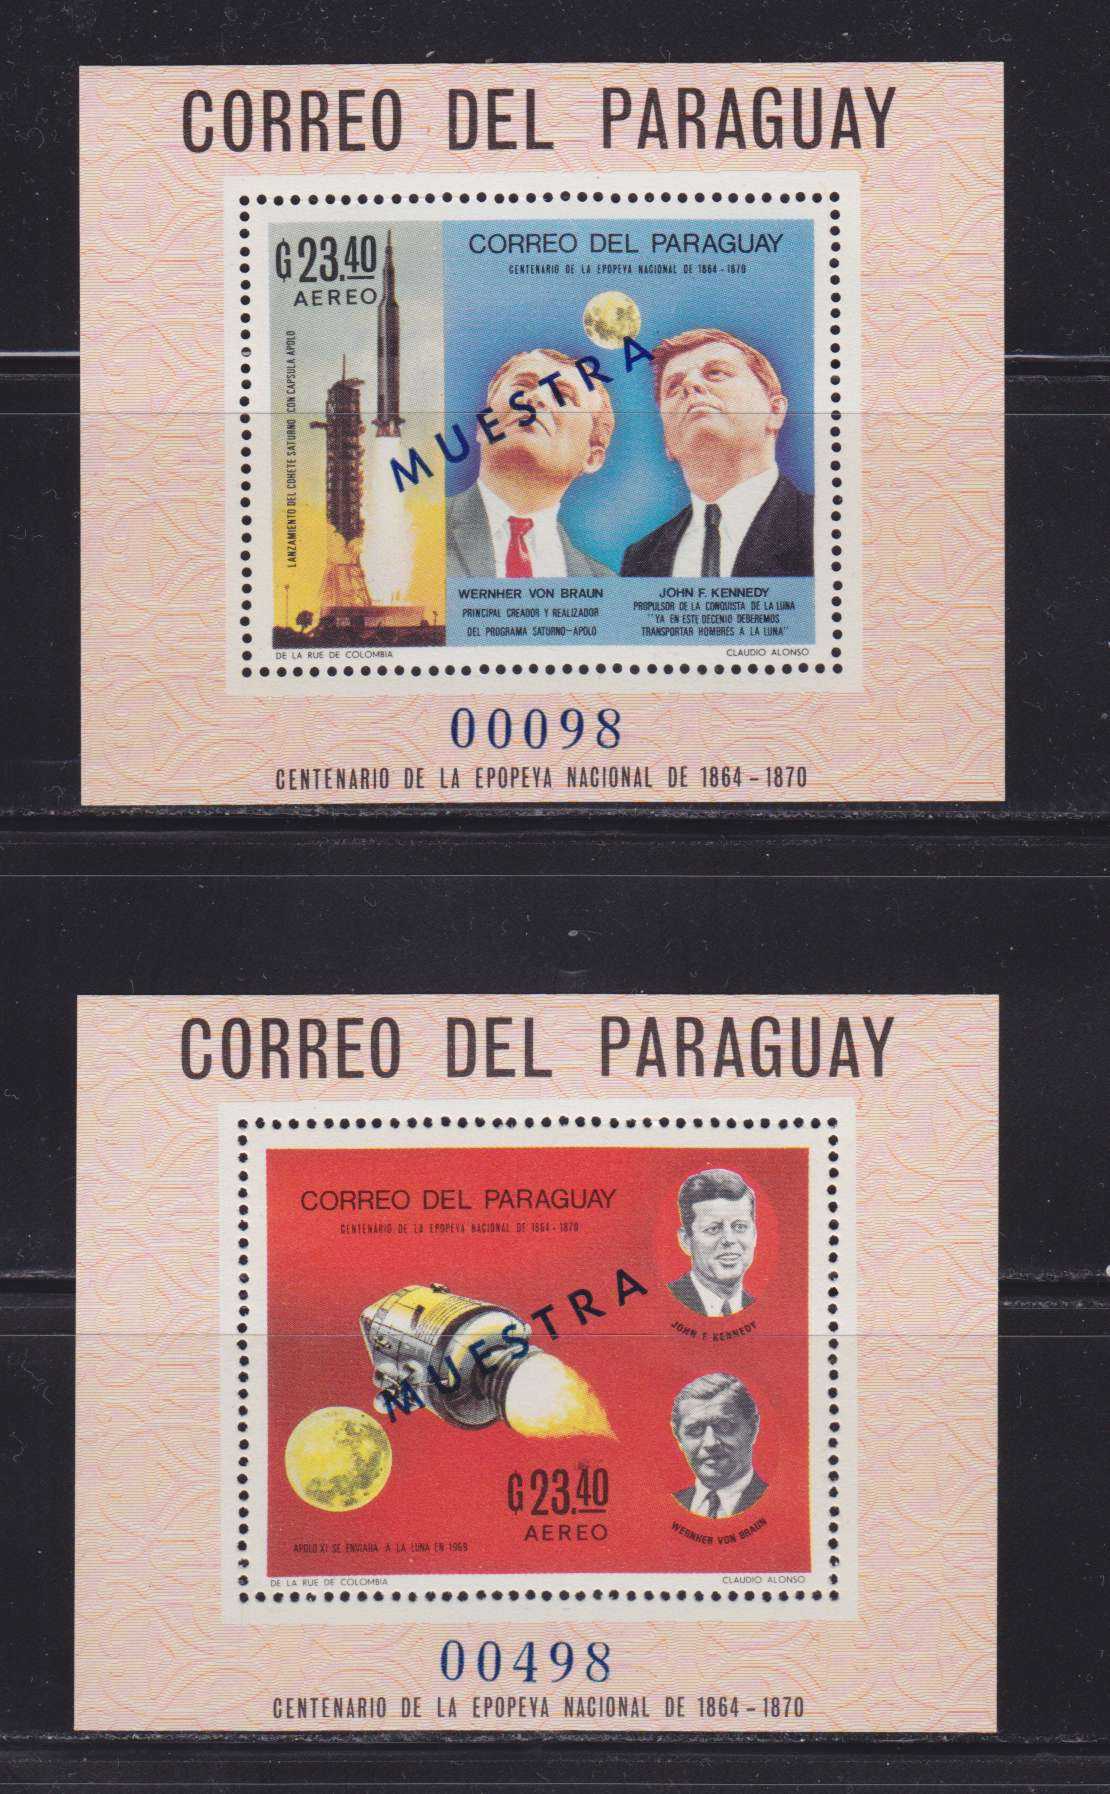 CORREO DEL PARAGUAY
₲ 23.40
AEREO
CORREO DEL PARAGUAY
CENTENARIO DE LA EPOPEYA NACIONAL DE 1864-1870
LANZAMIENTO DEL COHETE SATURNO CON CAPSULA APOLO
MUESTRA
WERNHER VON BRAUN
PRINCIPAL CREADOR Y REALIZADOR
DEL PROGRAMA SATURNO-APOLO
JOHN F. KENNEDY
PROPULSOR DE LA CONQUISTA DE LA LUNA
"YA EN ESTE DECENIO DEBEREMOS
TRANSPORTAR HOMBRES A LA LUNA"
DE LA RUE DE COLOMBIA
CLAUDIO ALONSO
00098
CENTENARIO DE LA EPOPEYA NACIONAL DE 1864-1870
CORREO DEL PARAGUAY
CORREO DEL PARAGUAY
CENTENARIO DE LA EPOPEYA NACIONAL DE 1864-1870
MUESTRA
JOHN F. KENNEDY
₲ 23.40
AEREO
WERNHER VON BRAUN
APOLO XI SE ENVIARA A LA LUNA EN 1969
DE LA RUE DE COLOMBIA
CLAUDIO ALONSO
00498
CENTENARIO DE LA EPOPEYA NACIONAL DE 1864-1870